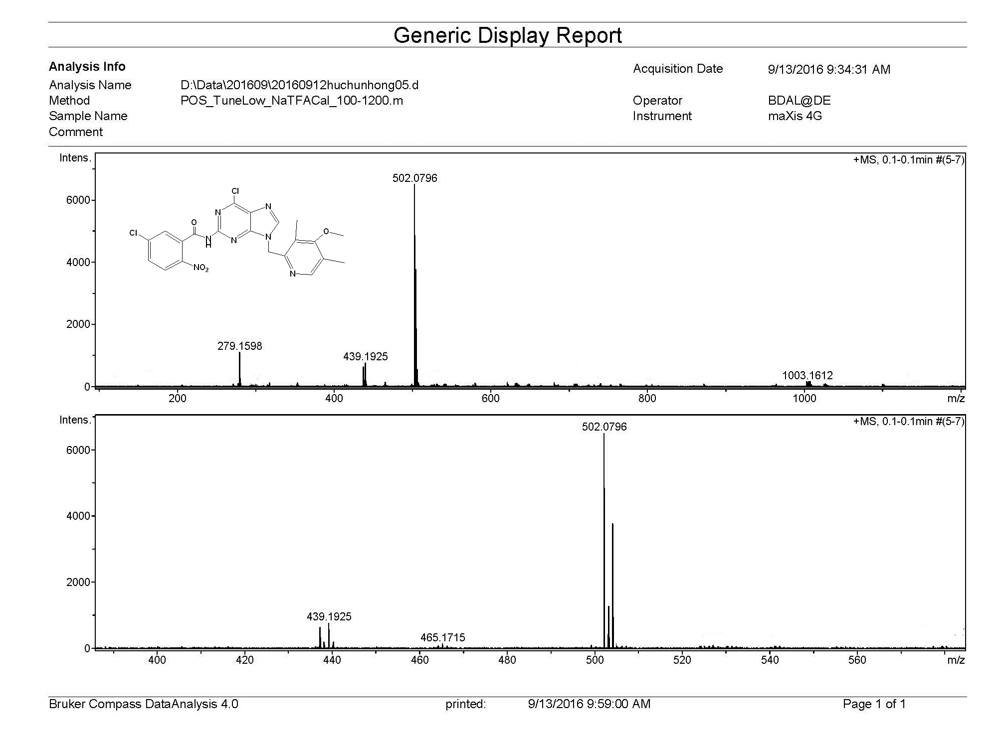 Generic Display Report
Analysis Info
Acquisition Date 9/13/2016 9:34:31 AM
Analysis Name D:\Data\201609\20160912huchunhong05.d
Method POS_TuneLow_NaTFACal_100-1200.m
Operator BDAL@DE
Sample Name
Instrument maXis 4G
Comment
Intens.
+MS, 0.1-0.1min #(5-7)
502.0796
Cl
6000
N
N
O
Cl
N
H
N
N
O
NO2
N
4000
2000
279.1598
439.1925
1003.1612
0
200 400 600 800 1000 m/z
Intens.
+MS, 0.1-0.1min #(5-7)
502.0796
6000
4000
2000
439.1925
465.1715
0
400 420 440 460 480 500 520 540 560 m/z
Bruker Compass DataAnalysis 4.0 printed: 9/13/2016 9:59:00 AM Page 1 of 1